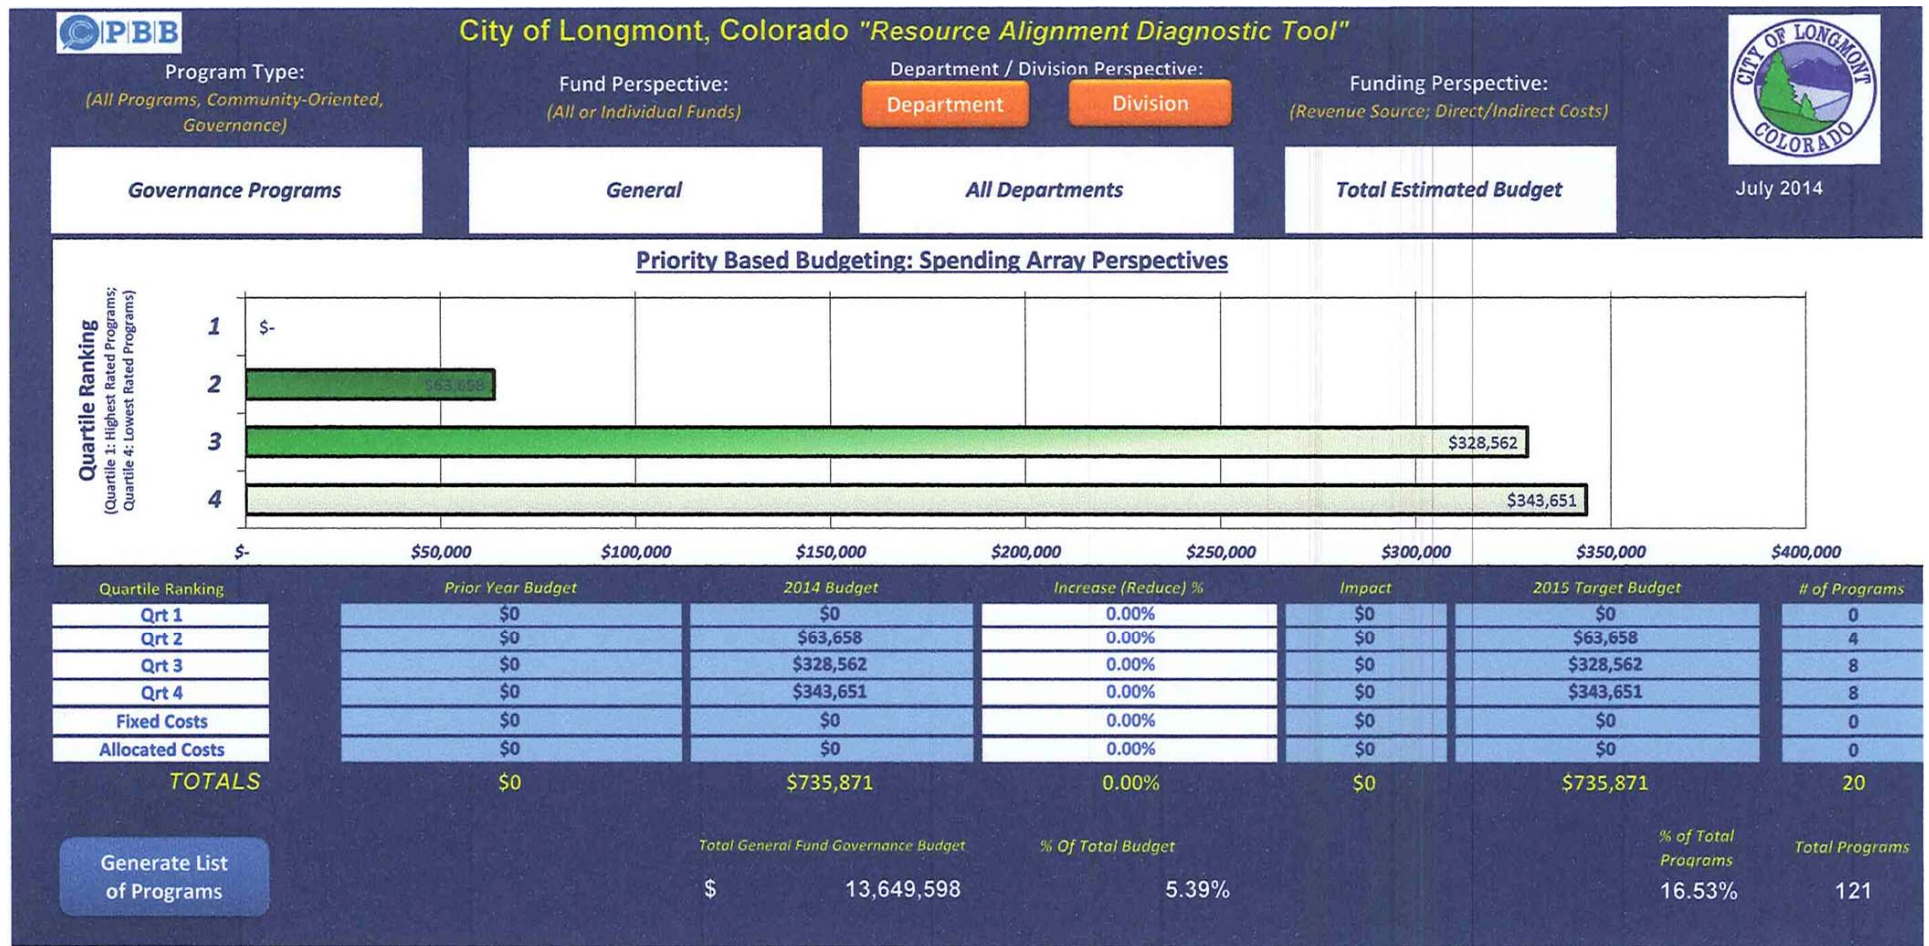 PBB
City of Longmont, Colorado "Resource Alignment Diagnostic Tool"
CITY OF LONGMONT
COLORADO
Program Type:
(All Programs, Community-Oriented,
Governance)
Fund Perspective:
(All or Individual Funds)
Department / Division Perspective:
Department
Division
Funding Perspective:
(Revenue Source; Direct/Indirect Costs)
Governance Programs
General
All Departments
Total Estimated Budget
July 2014
Priority Based Budgeting: Spending Array Perspectives
Quartile Ranking
(Quartile 1: Highest Rated Programs;
Quartile 4: Lowest Rated Programs)
1 $-
2 $63,658
3 $328,562
4 $343,651
$- $50,000 $100,000 $150,000 $200,000 $250,000 $300,000 $350,000 $400,000
Quartile Ranking Prior Year Budget 2014 Budget Increase (Reduce) % Impact 2015 Target Budget # of Programs
Qrt 1 $0 $0 0.00% $0 $0 0
Qrt 2 $0 $63,658 0.00% $0 $63,658 4
Qrt 3 $0 $328,562 0.00% $0 $328,562 8
Qrt 4 $0 $343,651 0.00% $0 $343,651 8
Fixed Costs $0 $0 0.00% $0 $0 0
Allocated Costs $0 $0 0.00% $0 $0 0
TOTALS $0 $735,871 0.00% $0 $735,871 20
Generate List
of Programs
Total General Fund Governance Budget % Of Total Budget
$ 13,649,598 5.39%
% of Total
Programs
Total Programs
16.53% 121